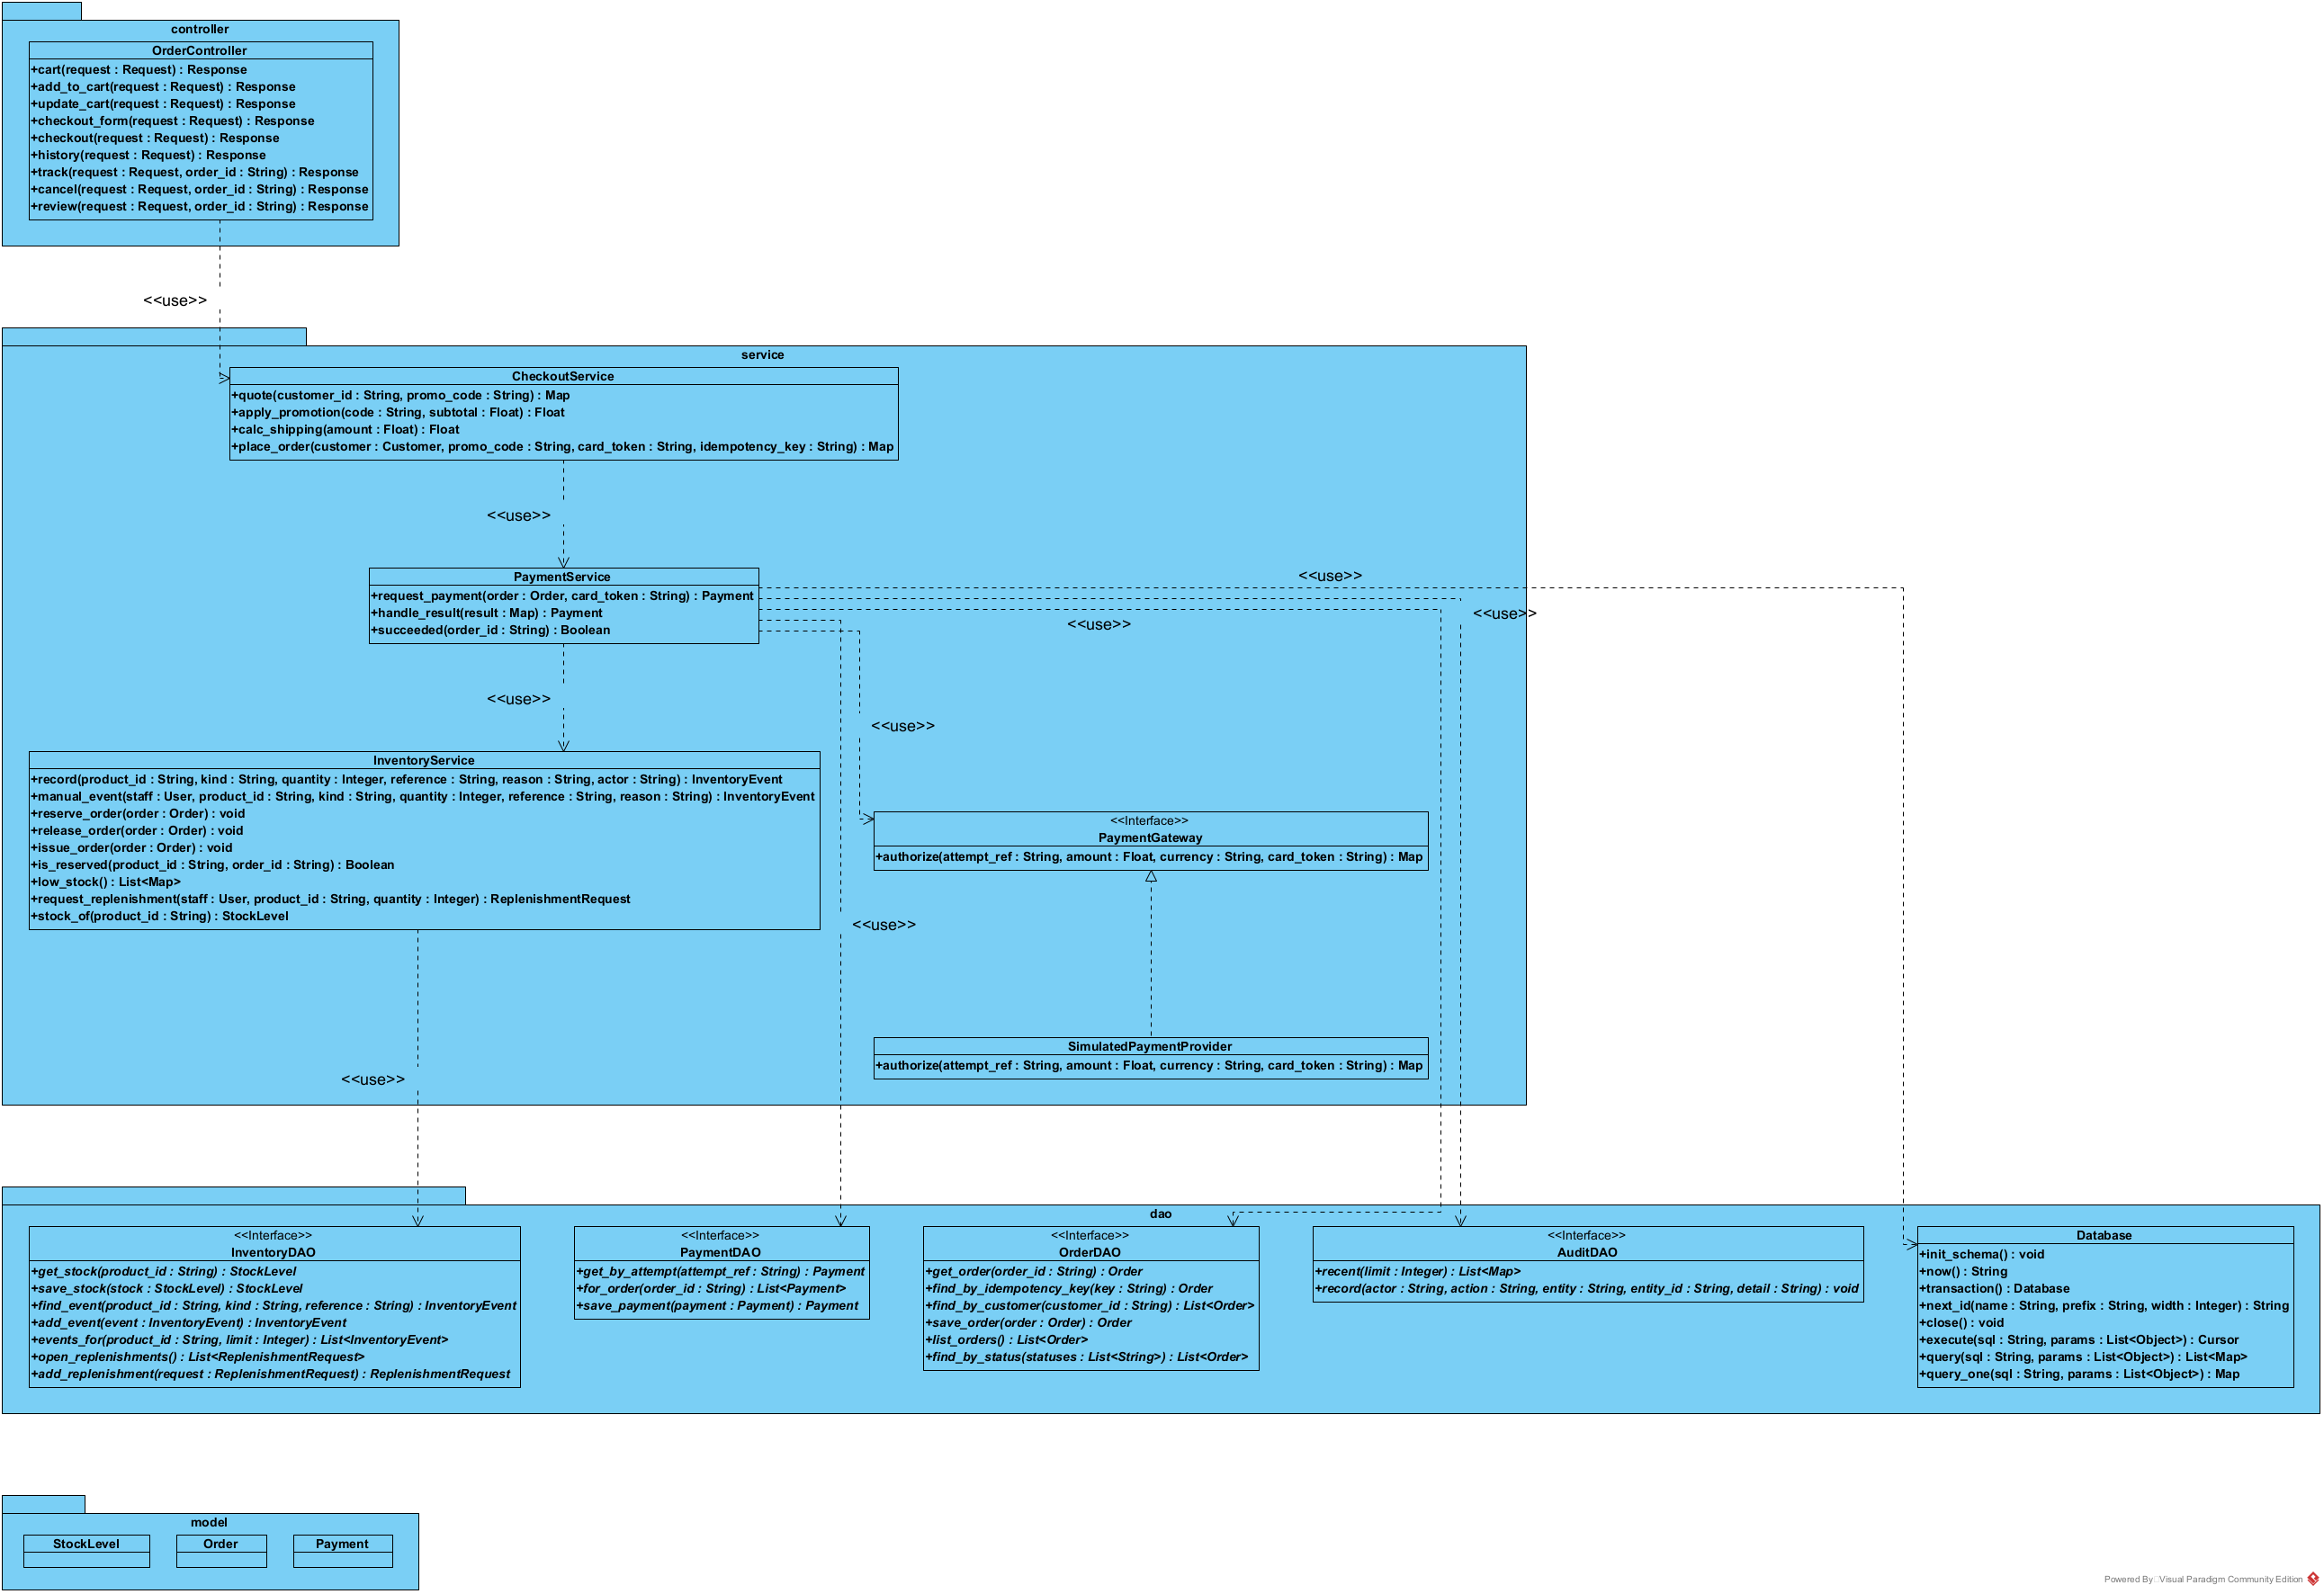 controller
OrderController
+cart(request : Request) : Response
+add_to_cart(request : Request) : Response
+update_cart(request : Request) : Response
+checkout_form(request : Request) : Response
+checkout(request : Request) : Response
+history(request : Request) : Response
+track(request : Request, order_id : String) : Response
+cancel(request : Request, order_id : String) : Response
+review(request : Request, order_id : String) : Response
<<use>>
service
CheckoutService
+quote(customer_id : String, promo_code : String) : Map
+apply_promotion(code : String, subtotal : Float) : Float
+calc_shipping(amount : Float) : Float
+place_order(customer : Customer, promo_code : String, card_token : String, idempotency_key : String) : Map
<<use>>
PaymentService
+request_payment(order : Order, card_token : String) : Payment
+handle_result(result : Map) : Payment
+succeeded(order_id : String) : Boolean
<<use>>
<<use>>
<<use>>
<<use>>
<<use>>
InventoryService
+record(product_id : String, kind : String, quantity : Integer, reference : String, reason : String, actor : String) : InventoryEvent
+manual_event(staff : User, product_id : String, kind : String, quantity : Integer, reference : String, reason : String) : InventoryEvent
+reserve_order(order : Order) : void
+release_order(order : Order) : void
+issue_order(order : Order) : void
+is_reserved(product_id : String, order_id : String) : Boolean
+low_stock() : List<Map>
+request_replenishment(staff : User, product_id : String, quantity : Integer) : ReplenishmentRequest
+stock_of(product_id : String) : StockLevel
<<Interface>>
PaymentGateway
+authorize(attempt_ref : String, amount : Float, currency : String, card_token : String) : Map
<<use>>
SimulatedPaymentProvider
+authorize(attempt_ref : String, amount : Float, currency : String, card_token : String) : Map
<<use>>
dao
<<Interface>>
InventoryDAO
+get_stock(product_id : String) : StockLevel
+save_stock(stock : StockLevel) : StockLevel
+find_event(product_id : String, kind : String, reference : String) : InventoryEvent
+add_event(event : InventoryEvent) : InventoryEvent
+events_for(product_id : String, limit : Integer) : List<InventoryEvent>
+open_replenishments() : List<ReplenishmentRequest>
+add_replenishment(request : ReplenishmentRequest) : ReplenishmentRequest
<<Interface>>
PaymentDAO
+get_by_attempt(attempt_ref : String) : Payment
+for_order(order_id : String) : List<Payment>
+save_payment(payment : Payment) : Payment
<<Interface>>
OrderDAO
+get_order(order_id : String) : Order
+find_by_idempotency_key(key : String) : Order
+find_by_customer(customer_id : String) : List<Order>
+save_order(order : Order) : Order
+list_orders() : List<Order>
+find_by_status(statuses : List<String>) : List<Order>
<<Interface>>
AuditDAO
+recent(limit : Integer) : List<Map>
+record(actor : String, action : String, entity : String, entity_id : String, detail : String) : void
Database
+init_schema() : void
+now() : String
+transaction() : Database
+next_id(name : String, prefix : String, width : Integer) : String
+close() : void
+execute(sql : String, params : List<Object>) : Cursor
+query(sql : String, params : List<Object>) : List<Map>
+query_one(sql : String, params : List<Object>) : Map
model
StockLevel
Order
Payment
Powered By Visual Paradigm Community Edition